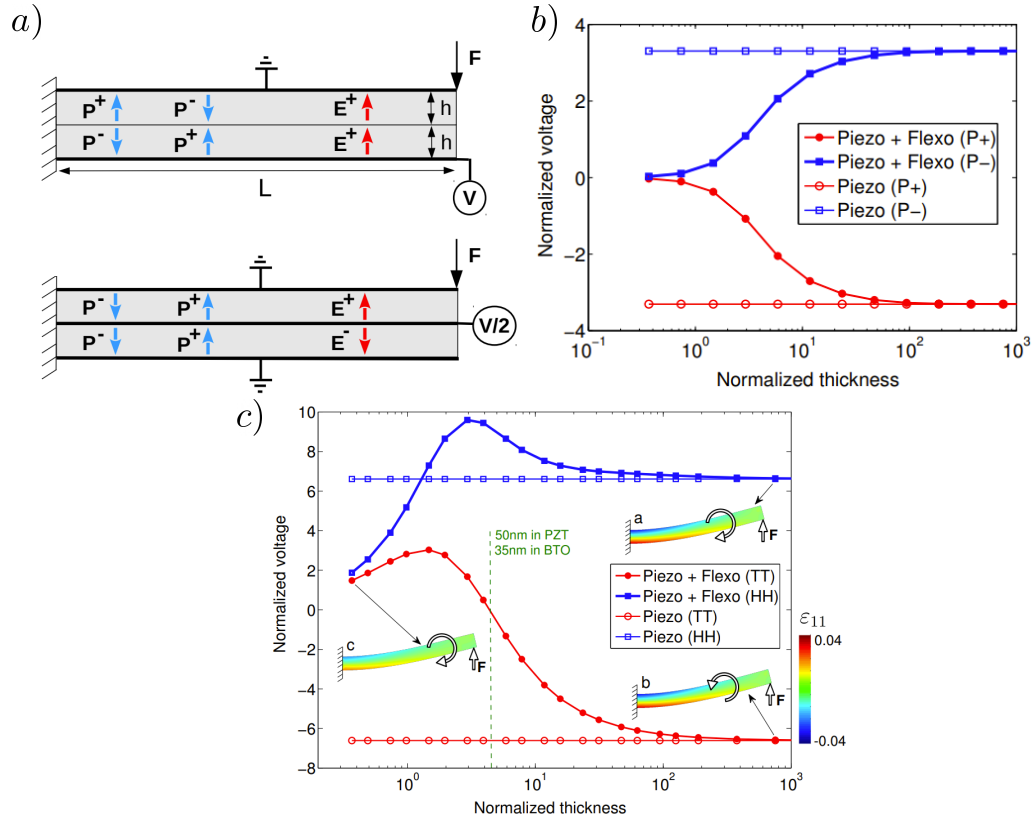 a)
F
P+ P- E+ h
P- P+ E+ h
L
V
F
P- P+ E+
V/2
P- P+ E-
b)
Normalized voltage
4
2
0
−2
−4
Piezo + Flexo (P+)
Piezo + Flexo (P−)
Piezo (P+)
Piezo (P−)
10^−1 10^0 10^1 10^2 10^3
Normalized thickness
c)
Normalized voltage
10
8
6
4
2
0
−2
−4
−6
−8
50nm in PZT
35nm in BTO
a
F
Piezo + Flexo (TT)
Piezo + Flexo (HH)
Piezo (TT)
Piezo (HH)
c
F
b
F
ε11
0.04
-0.04
10^0 10^1 10^2 10^3
Normalized thickness